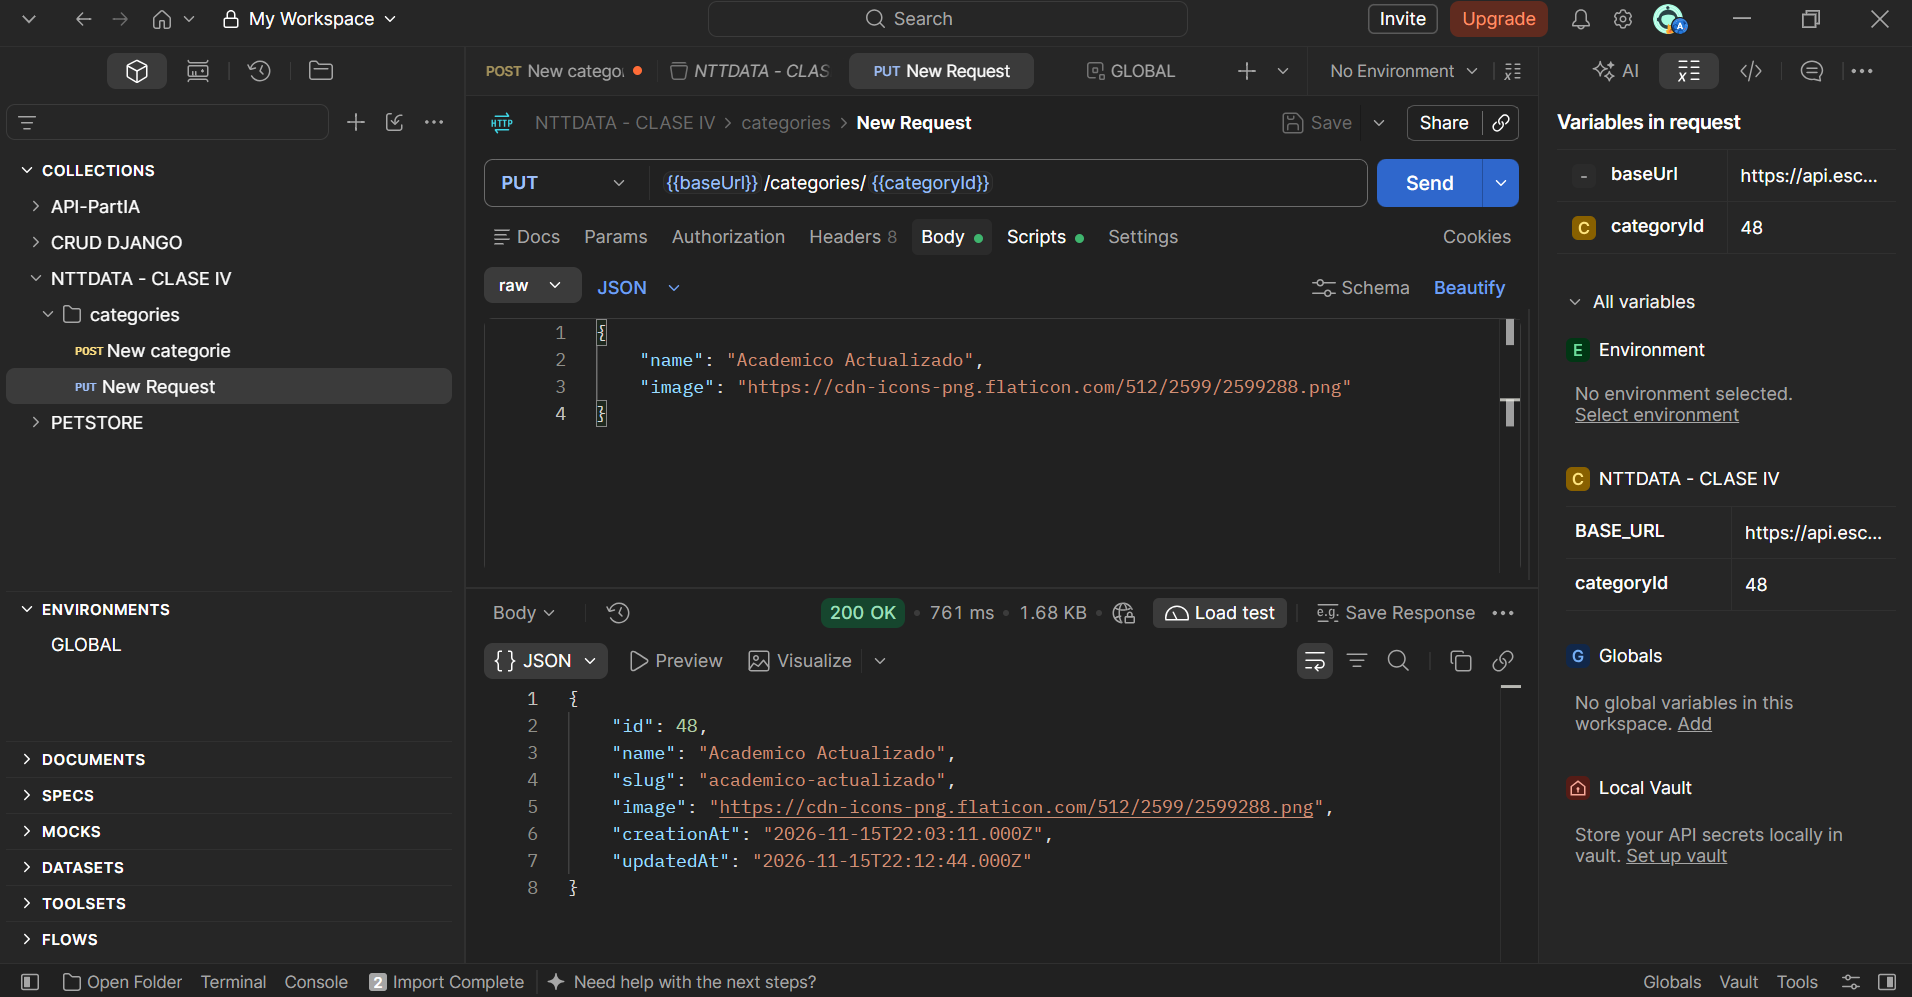 My Workspace
Search
Invite
Upgrade
A
POST New catego
NTTDATA - CLAS
PUT New Request
GLOBAL
No Environment
AI
HTTP NTTDATA - CLASE IV > categories > New Request
Save
Share
Variables in request
COLLECTIONS
API-PartIA
CRUD DJANGO
NTTDATA - CLASE IV
categories
POST New categorie
PUT New Request
PETSTORE
ENVIRONMENTS
GLOBAL
DOCUMENTS
SPECS
MOCKS
DATASETS
TOOLSETS
FLOWS
PUT {{baseUrl}}/categories/{{categoryId}}
Send
Docs Params Authorization Headers 8 Body Scripts Settings Cookies
raw JSON Schema Beautify
1 {
2 "name": "Academico Actualizado",
3 "image": "https://cdn-icons-png.flaticon.com/512/2599/2599288.png"
4 }
Body 200 OK • 761 ms • 1.68 KB • Load test e.g. Save Response
{} JSON Preview Visualize
1 {
2 "id": 48,
3 "name": "Academico Actualizado",
4 "slug": "academico-actualizado",
5 "image": "https://cdn-icons-png.flaticon.com/512/2599/2599288.png",
6 "creationAt": "2026-11-15T22:03:11.000Z",
7 "updatedAt": "2026-11-15T22:12:44.000Z"
8 }
- baseUrl https://api.esc...
C categoryId 48
All variables
E Environment
No environment selected.
Select environment
C NTTDATA - CLASE IV
BASE_URL https://api.esc...
categoryId 48
G Globals
No global variables in this
workspace. Add
Local Vault
Store your API secrets locally in
vault. Set up vault
Open Folder Terminal Console 2 Import Complete Need help with the next steps? Globals Vault Tools